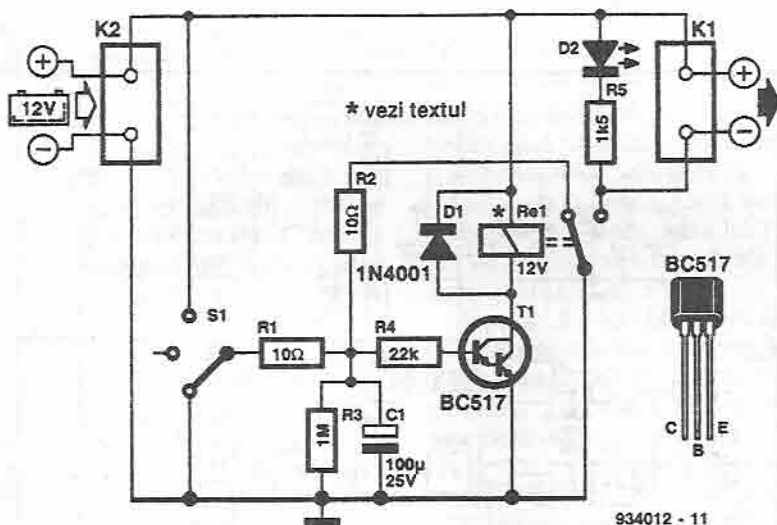 K2
K1
+
12V
−
D2
R5
1k5
+
−
* vezi textul
R2
10Ω
D1
1N4001
*
Re1
12V
S1
R1
10Ω
R4
22k
T1
BC517
R3
1M
C1
100µ
25V
C
B
E
934012 - 11